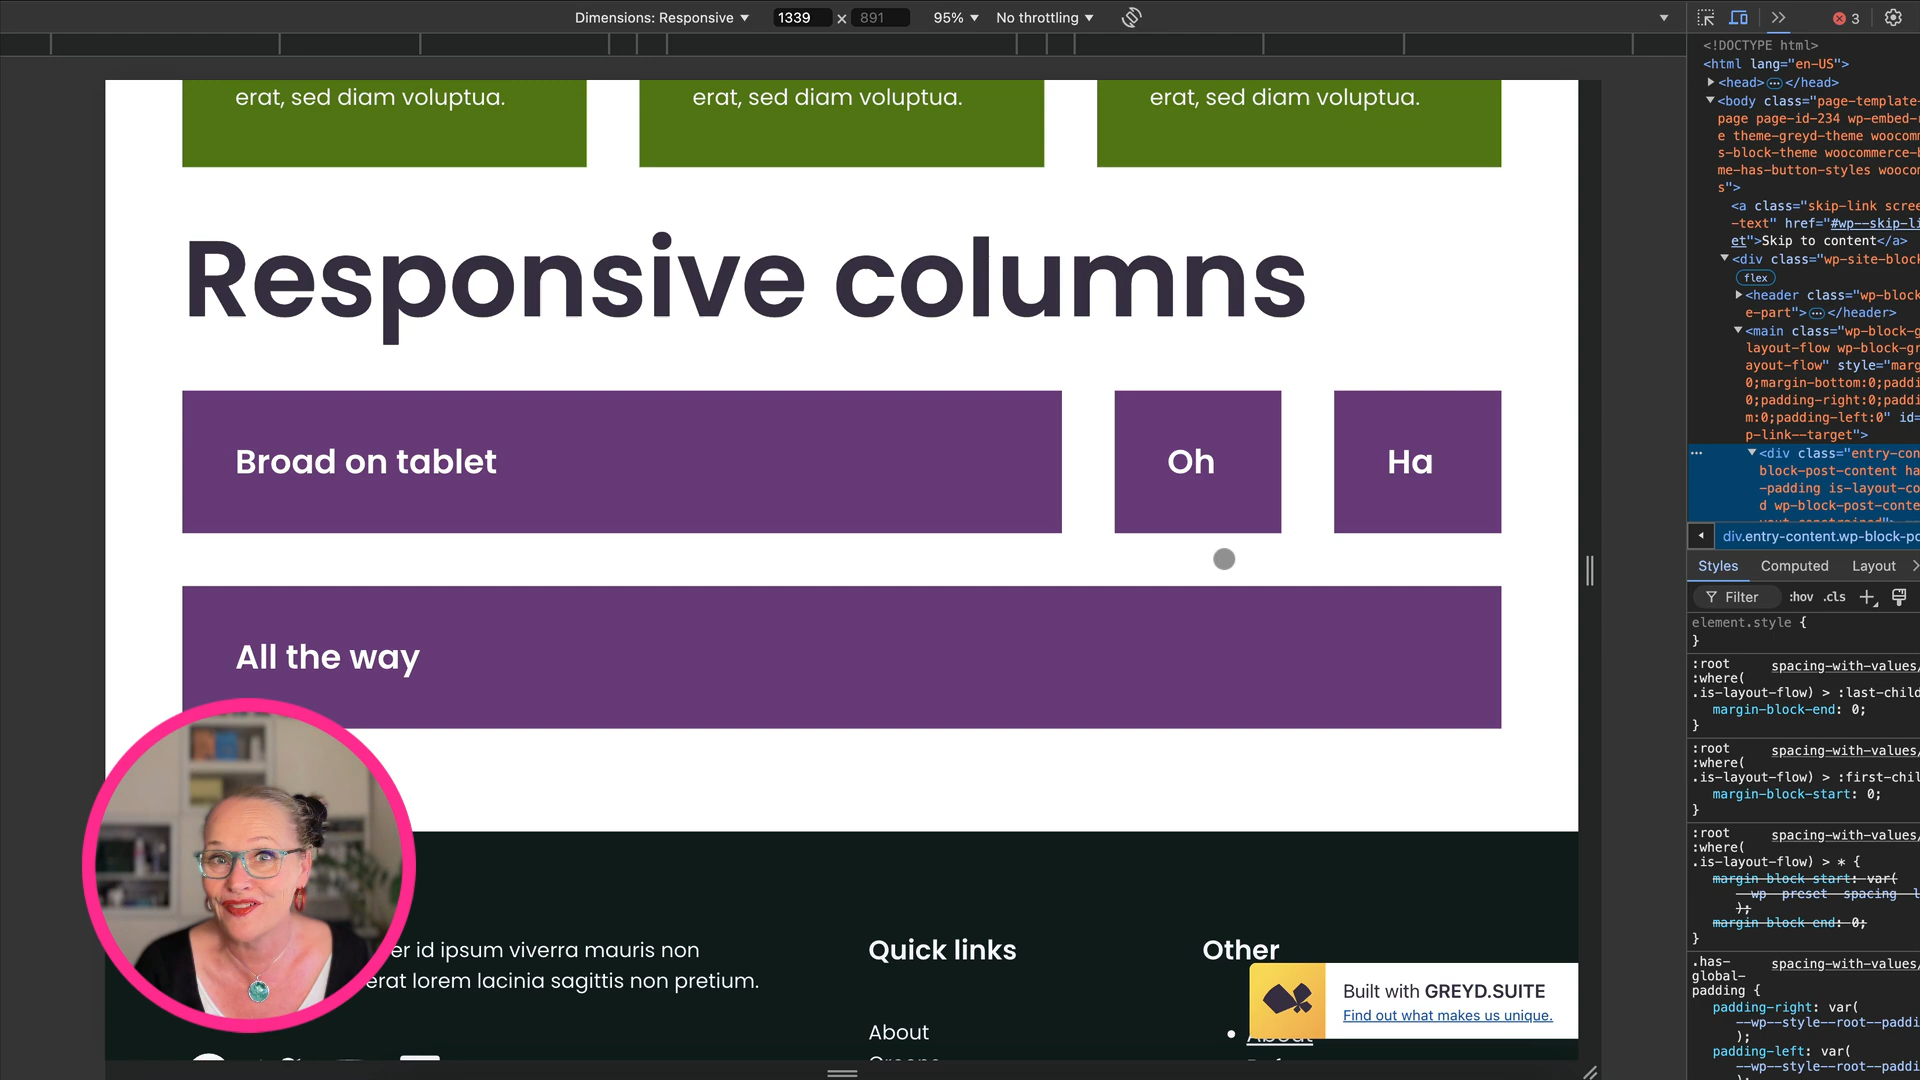 Dimensions: Responsive ▼ 1339 × 891 95% ▼ No throttling ▼
3
erat, sed diam voluptua.
erat, sed diam voluptua.
erat, sed diam voluptua.
Responsive columns
Broad on tablet
Oh
Ha
All the way
er id ipsum viverra mauris non
erat lorem lacinia sagittis non pretium.
Quick links
About
Other
About
Built with GREYD.SUITE
Find out what makes us unique.
<!DOCTYPE html>
<html lang="en-US">
<head> </head>
<body class="page-template-
page page-id-234 wp-embed-
e theme-greyd-theme woocom
s-block-theme woocommerce-
me-has-button-styles wooco
s">
<a class="skip-link scree
-text" href="#wp--skip-li
et">Skip to content</a>
<div class="wp-site-bloc
flex
<header class="wp-block
e-part"> </header>
<main class="wp-block-g
layout-flow wp-block-gr
ayout-flow" style="marg
0;margin-bottom:0;paddi
0;padding-right:0;paddi
m:0;padding-left:0" id=
p-link--target">
<div class="entry-con
block-post-content ha
-padding is-layout-co
d wp-block-post-conte
div.entry-content.wp-block-po
Styles Computed Layout
Filter :hov .cls
element.style {
}
:root spacing-with-values/
:where(
.is-layout-flow) > :last-child
margin-block-end: 0;
}
:root spacing-with-values/
:where(
.is-layout-flow) > :first-chil
margin-block-start: 0;
}
:root spacing-with-values/
:where(
.is-layout-flow) > * {
margin-block-start: var(
--wp--preset--spacing--l
);
margin-block-end: 0;
}
.has- spacing-with-values/
global-
padding {
padding-right: var(
--wp--style--root--paddi
);
padding-left: var(
--wp--style--root--paddi